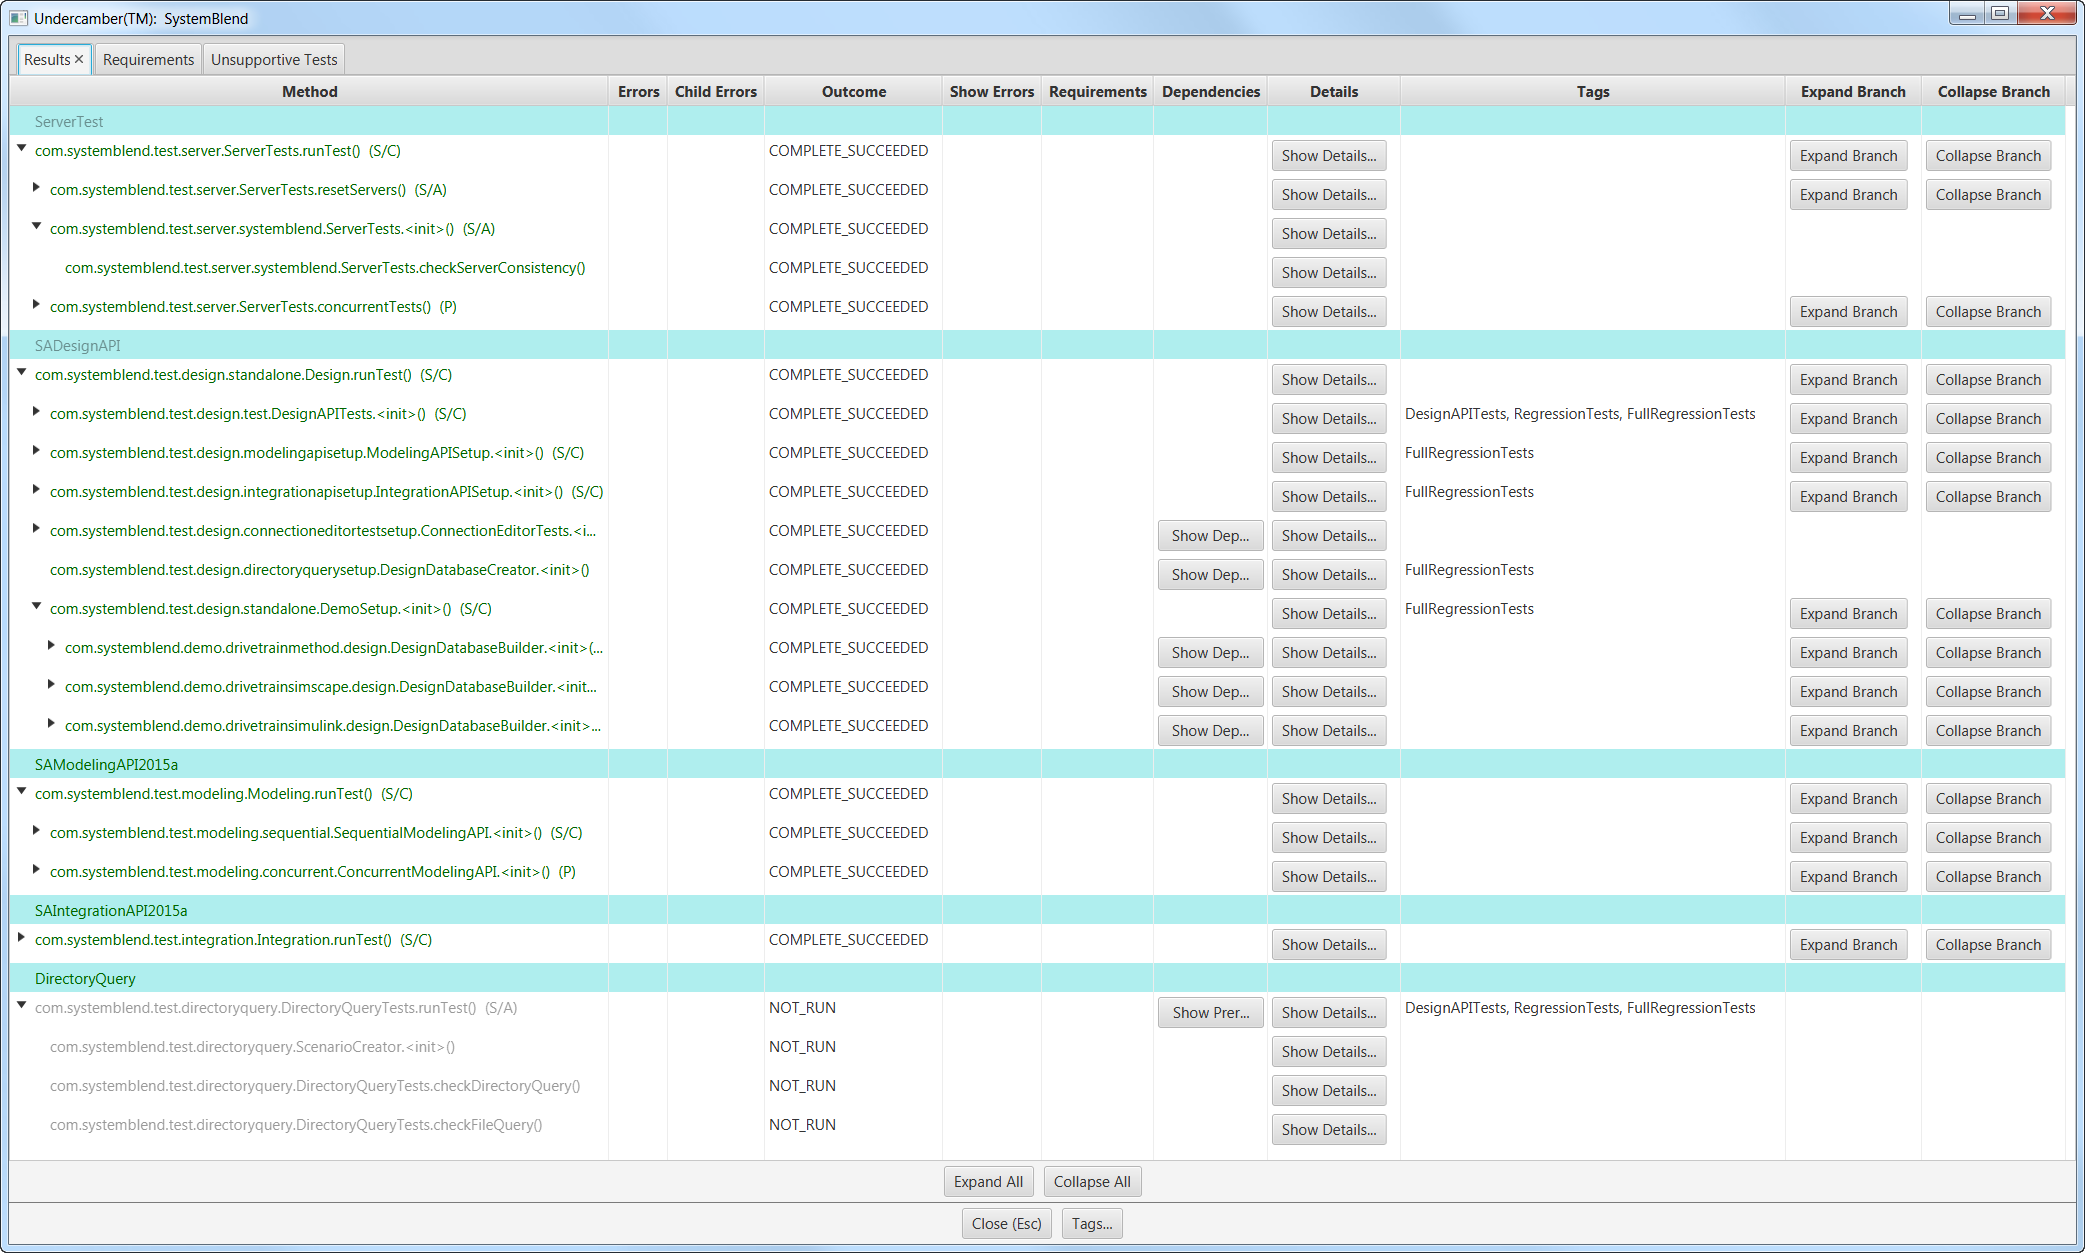 Undercamber(TM): SystemBlend
Results Requirements Unsupportive Tests
Method Errors Child Errors Outcome Show Errors Requirements Dependencies Details Tags Expand Branch Collapse Branch
ServerTest
com.systemblend.test.server.ServerTests.runTest() (S/C) COMPLETE_SUCCEEDED Show Details... Expand Branch Collapse Branch
com.systemblend.test.server.ServerTests.resetServers() (S/A) COMPLETE_SUCCEEDED Show Details... Expand Branch Collapse Branch
com.systemblend.test.server.systemblend.ServerTests.<init>() (S/A) COMPLETE_SUCCEEDED Show Details...
com.systemblend.test.server.systemblend.ServerTests.checkServerConsistency() COMPLETE_SUCCEEDED Show Details...
com.systemblend.test.server.ServerTests.concurrentTests() (P) COMPLETE_SUCCEEDED Show Details... Expand Branch Collapse Branch
SADesignAPI
com.systemblend.test.design.standalone.Design.runTest() (S/C) COMPLETE_SUCCEEDED Show Details... Expand Branch Collapse Branch
com.systemblend.test.design.test.DesignAPITests.<init>() (S/C) COMPLETE_SUCCEEDED Show Details... DesignAPITests, RegressionTests, FullRegressionTests Expand Branch Collapse Branch
com.systemblend.test.design.modelingapisetup.ModelingAPISetup.<init>() (S/C) COMPLETE_SUCCEEDED Show Details... FullRegressionTests Expand Branch Collapse Branch
com.systemblend.test.design.integrationapisetup.IntegrationAPISetup.<init>() (S/C) COMPLETE_SUCCEEDED Show Details... FullRegressionTests Expand Branch Collapse Branch
com.systemblend.test.design.connectioneditortestsetup.ConnectionEditorTests.<i... COMPLETE_SUCCEEDED Show Dep... Show Details...
com.systemblend.test.design.directoryquerysetup.DesignDatabaseCreator.<init>() COMPLETE_SUCCEEDED Show Dep... Show Details... FullRegressionTests
com.systemblend.test.design.standalone.DemoSetup.<init>() (S/C) COMPLETE_SUCCEEDED Show Details... FullRegressionTests Expand Branch Collapse Branch
com.systemblend.demo.drivetrainmethod.design.DesignDatabaseBuilder.<init>(... COMPLETE_SUCCEEDED Show Dep... Show Details... Expand Branch Collapse Branch
com.systemblend.demo.drivetrainsimscape.design.DesignDatabaseBuilder.<init... COMPLETE_SUCCEEDED Show Dep... Show Details... Expand Branch Collapse Branch
com.systemblend.demo.drivetrainsimulink.design.DesignDatabaseBuilder.<init>... COMPLETE_SUCCEEDED Show Dep... Show Details... Expand Branch Collapse Branch
SAModelingAPI2015a
com.systemblend.test.modeling.Modeling.runTest() (S/C) COMPLETE_SUCCEEDED Show Details... Expand Branch Collapse Branch
com.systemblend.test.modeling.sequential.SequentialModelingAPI.<init>() (S/C) COMPLETE_SUCCEEDED Show Details... Expand Branch Collapse Branch
com.systemblend.test.modeling.concurrent.ConcurrentModelingAPI.<init>() (P) COMPLETE_SUCCEEDED Show Details... Expand Branch Collapse Branch
SAIntegrationAPI2015a
com.systemblend.test.integration.Integration.runTest() (S/C) COMPLETE_SUCCEEDED Show Details... Expand Branch Collapse Branch
DirectoryQuery
com.systemblend.test.directoryquery.DirectoryQueryTests.runTest() (S/A) NOT_RUN Show Prer... Show Details... DesignAPITests, RegressionTests, FullRegressionTests
com.systemblend.test.directoryquery.ScenarioCreator.<init>() NOT_RUN Show Details...
com.systemblend.test.directoryquery.DirectoryQueryTests.checkDirectoryQuery() NOT_RUN Show Details...
com.systemblend.test.directoryquery.DirectoryQueryTests.checkFileQuery() NOT_RUN Show Details...
Expand All Collapse All
Close (Esc) Tags...